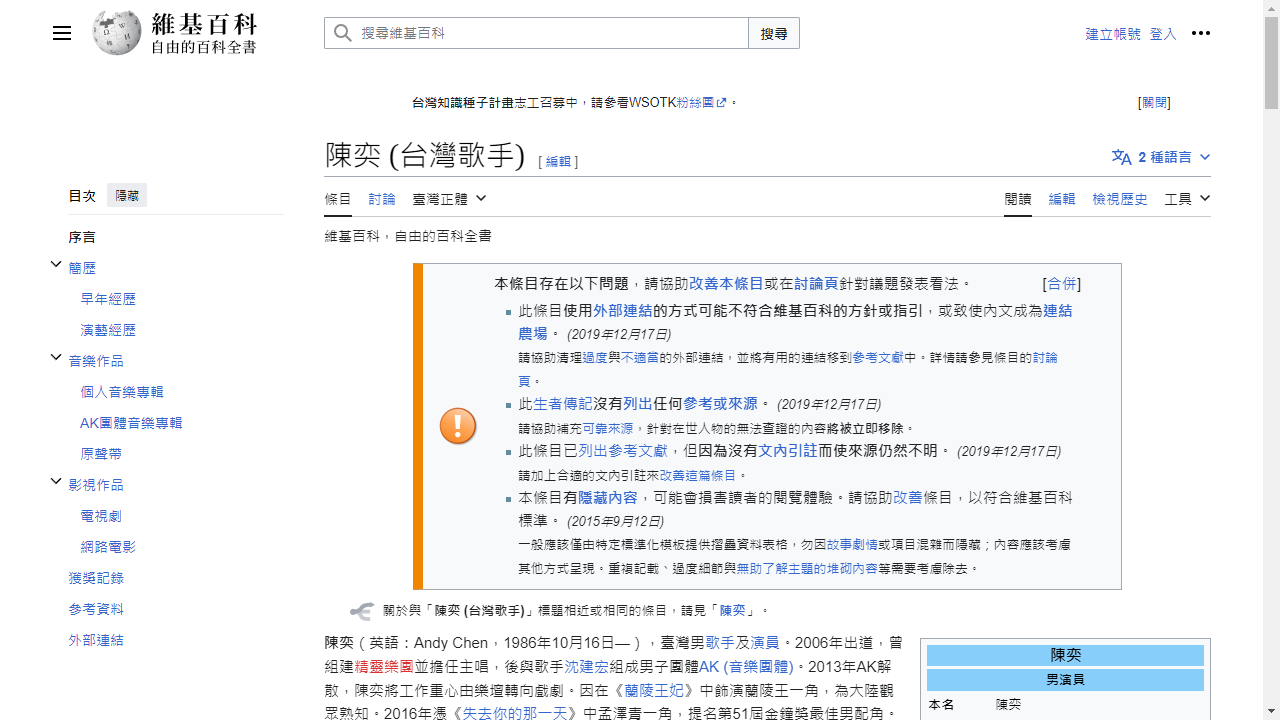 維基百科
自由的百科全書
搜尋維基百科
搜尋
建立帳號 登入
台灣知識種子計畫志工召募中，請參看WSOTK粉絲團。
[關閉]
陳奕 (台灣歌手) [ 編輯 ]
2 種語言
目次 隱藏
序言
簡歷
早年經歷
演藝經歷
音樂作品
個人音樂專輯
AK團體音樂專輯
原聲帶
影視作品
電視劇
網路電影
獲獎記錄
參考資料
外部連結
條目 討論 臺灣正體
閱讀 編輯 檢視歷史 工具
維基百科，自由的百科全書
本條目存在以下問題，請協助改善本條目或在討論頁針對議題發表看法。 [合併]
此條目使用外部連結的方式可能不符合維基百科的方針或指引，或致使內文成為連結
農場。 (2019年12月17日)
請協助清理過度與不適當的外部連結，並將有用的連結移到參考文獻中。詳情請參見條目的討論
頁。
此生者傳記沒有列出任何參考或來源。 (2019年12月17日)
請協助補充可靠來源，針對在世人物的無法查證的內容將被立即移除。
此條目已列出參考文獻，但因為沒有文內引註而使來源仍然不明。 (2019年12月17日)
請加上合適的文內引註來改善這篇條目。
本條目有隱藏內容，可能會損害讀者的閱覽體驗。請協助改善條目，以符合維基百科
標準。 (2015年9月12日)
一般應該僅由特定標準化模板提供摺疊資料表格，勿因故事劇情或項目混雜而隱藏；內容應該考慮
其他方式呈現。重複記載、過度細節與無助了解主題的堆砌內容等需要考慮除去。
關於與「陳奕 (台灣歌手)」標題相近或相同的條目，請見「陳奕」。
陳奕（英語：Andy Chen，1986年10月16日—），臺灣男歌手及演員。2006年出道，曾
組建精靈樂團並擔任主唱，後與歌手沈建宏組成男子團體AK (音樂團體)。2013年AK解
散，陳奕將工作重心由樂壇轉向戲劇。因在《蘭陵王妃》中飾演蘭陵王一角，為大陸觀
眾熟知。2016年憑《失去你的那一天》中孟澤青一角，提名第51屆金鐘獎最佳男配角。
陳奕
男演員
本名 陳奕